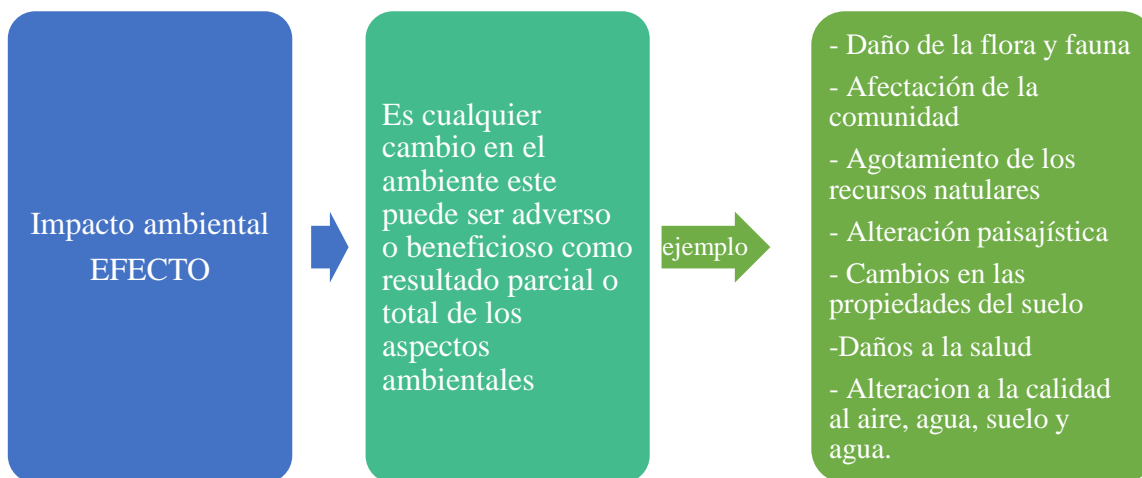 Impacto ambiental
EFECTO
Es cualquier
cambio en el
ambiente este
puede ser adverso
o beneficioso como
resultado parcial o
total de los
aspectos
ambientales
ejemplo
- Daño de la flora y fauna
- Afectación de la
comunidad
- Agotamiento de los
recursos natulares
- Alteración paisajística
- Cambios en las
propiedades del suelo
-Daños a la salud
- Alteracion a la calidad
al aire, agua, suelo y
agua.